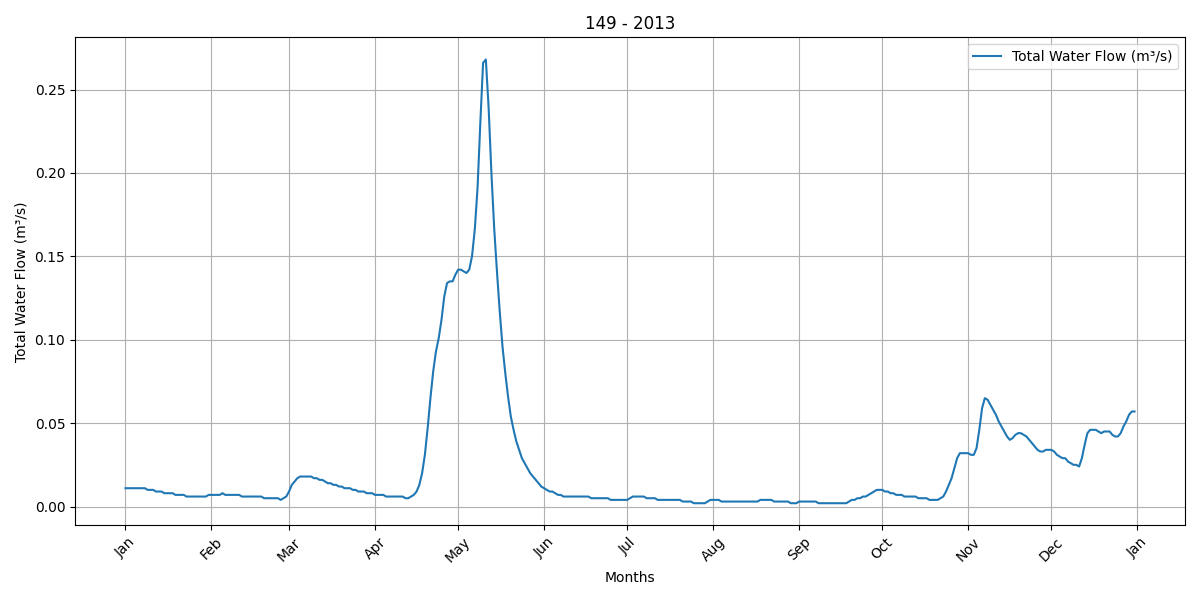 149 - 2013
Total Water Flow (m³/s)
Total Water Flow (m³/s)
0.25
0.20
0.15
0.10
0.05
0.00
Jan
Feb
Mar
Apr
May
Jun
Jul
Aug
Sep
Oct
Nov
Dec
Jan
Months